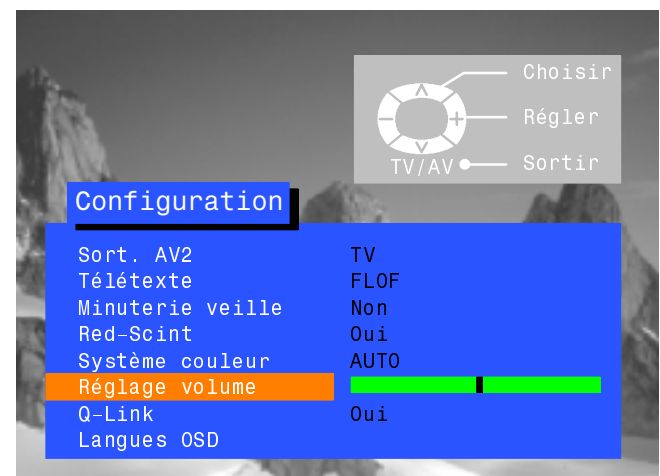 Choisir
Régler
TV/AV Sortir
Configuration
Sort. AV2 TV
Télétexte FLOF
Minuterie veille Non
Red-Scint Oui
Système couleur AUTO
Réglage volume
Q-Link Oui
Langues OSD